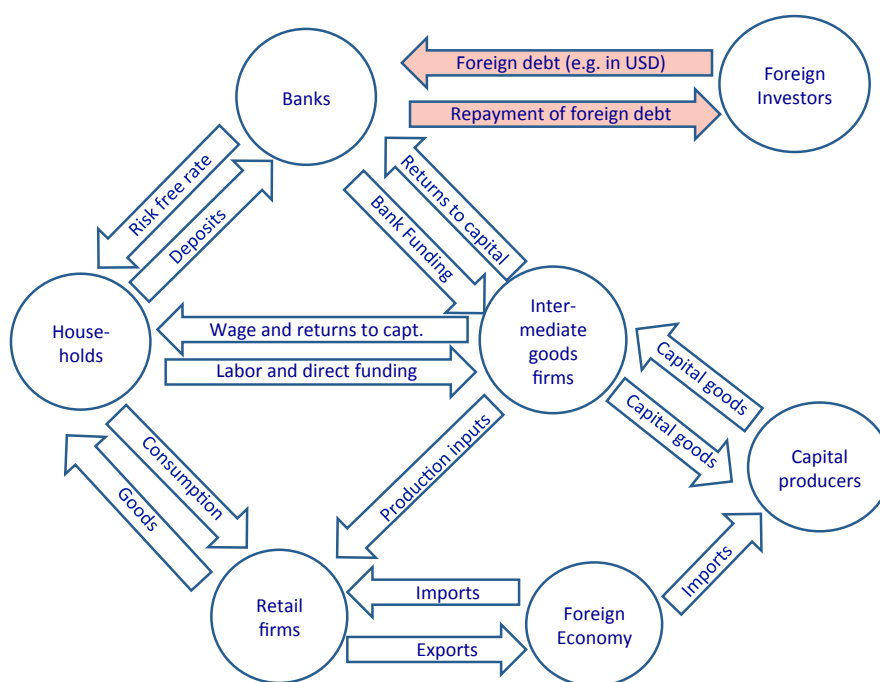 Foreign debt (e.g. in USD)
Foreign
Investors
Banks
Repayment of foreign debt
Risk free rate
Deposits
Returns to capital
Bank Funding
House-
holds
Wage and returns to capt.
Labor and direct funding
Inter-
mediate
goods
firms
Capital goods
Capital goods
Consumption
Goods
Production inputs
Capital
producers
Retail
firms
Imports
Exports
Foreign
Economy
Imports